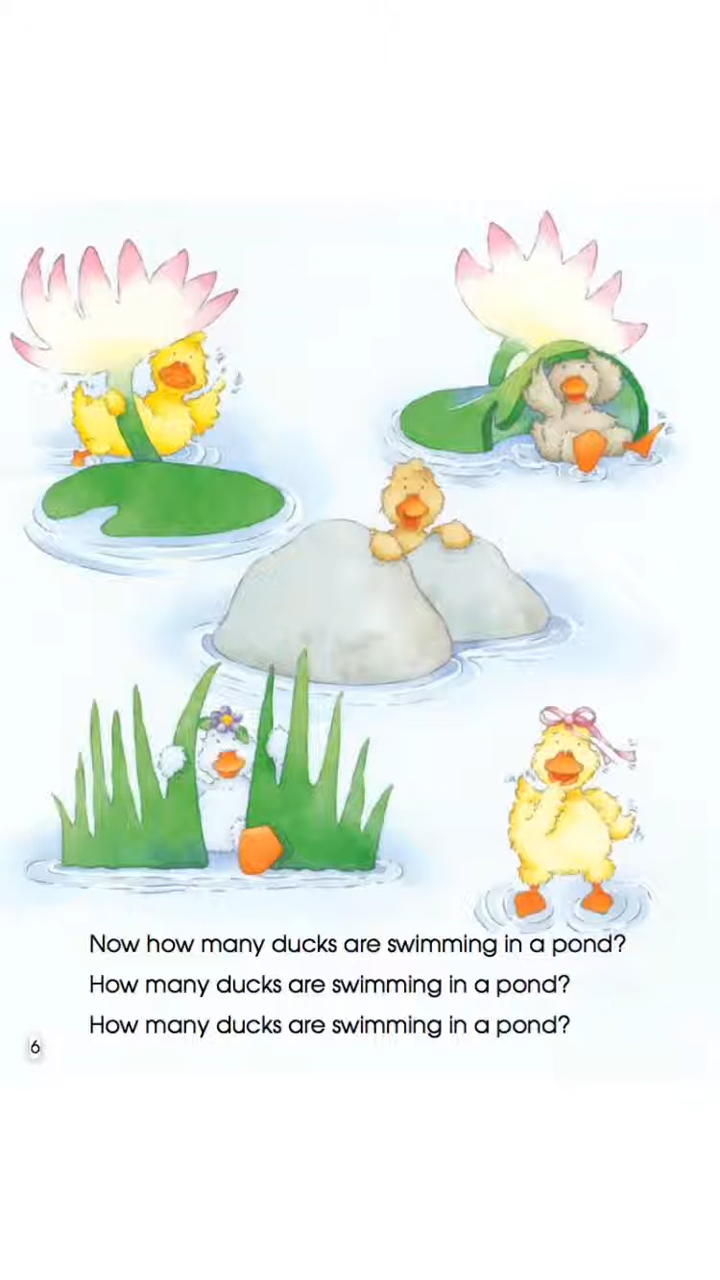 Now how many ducks are swimming in a pond?
How many ducks are swimming in a pond?
How many ducks are swimming in a pond?
6